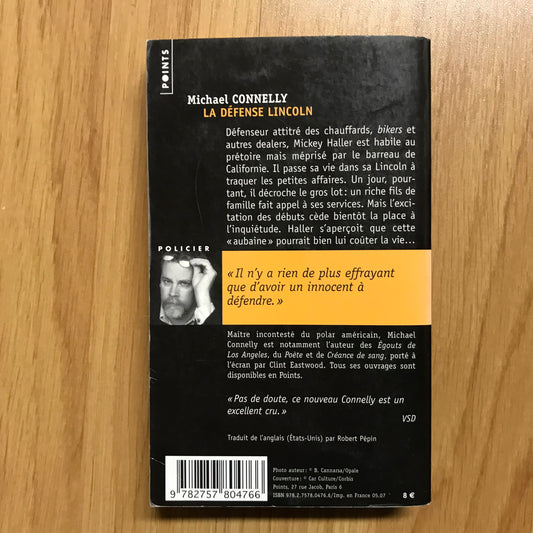 POINTS
Michael CONNELLY
LA DÉFENSE LINCOLN
Défenseur attitré des chauffards, bikers et
autres dealers, Mickey Haller est habile au
prétoire mais méprisé par le barreau de
Californie. Il passe sa vie dans sa Lincoln à
traquer les petites affaires. Un jour, pour-
tant, il décroche le gros lot : un riche fils de
famille fait appel à ses services. Mais l'exci-
tation des débuts cède bientôt la place à
l'inquiétude. Haller s'aperçoit que cette
« aubaine » pourrait bien lui coûter la vie...
POLICIER
« Il n'y a rien de plus effrayant
que d'avoir un innocent à
défendre. »
Maître incontesté du polar américain, Michael
Connelly est notamment l'auteur des Égouts de
Los Angeles, du Poète et de Créance de sang, porté à
l'écran par Clint Eastwood. Tous ses ouvrages sont
disponibles en Points.
« Pas de doute, ce nouveau Connelly est un
excellent cru. »
VSD
Traduit de l'anglais (États-Unis) par Robert Pépin
Photo auteur : © B. Cannarsa/Opale
Couverture : © Car Culture/Corbis
Points, 27 rue Jacob, Paris 6
ISBN 978.2.7578.0476.6/Imp. en France 05.07
8 €
9 782757 804766